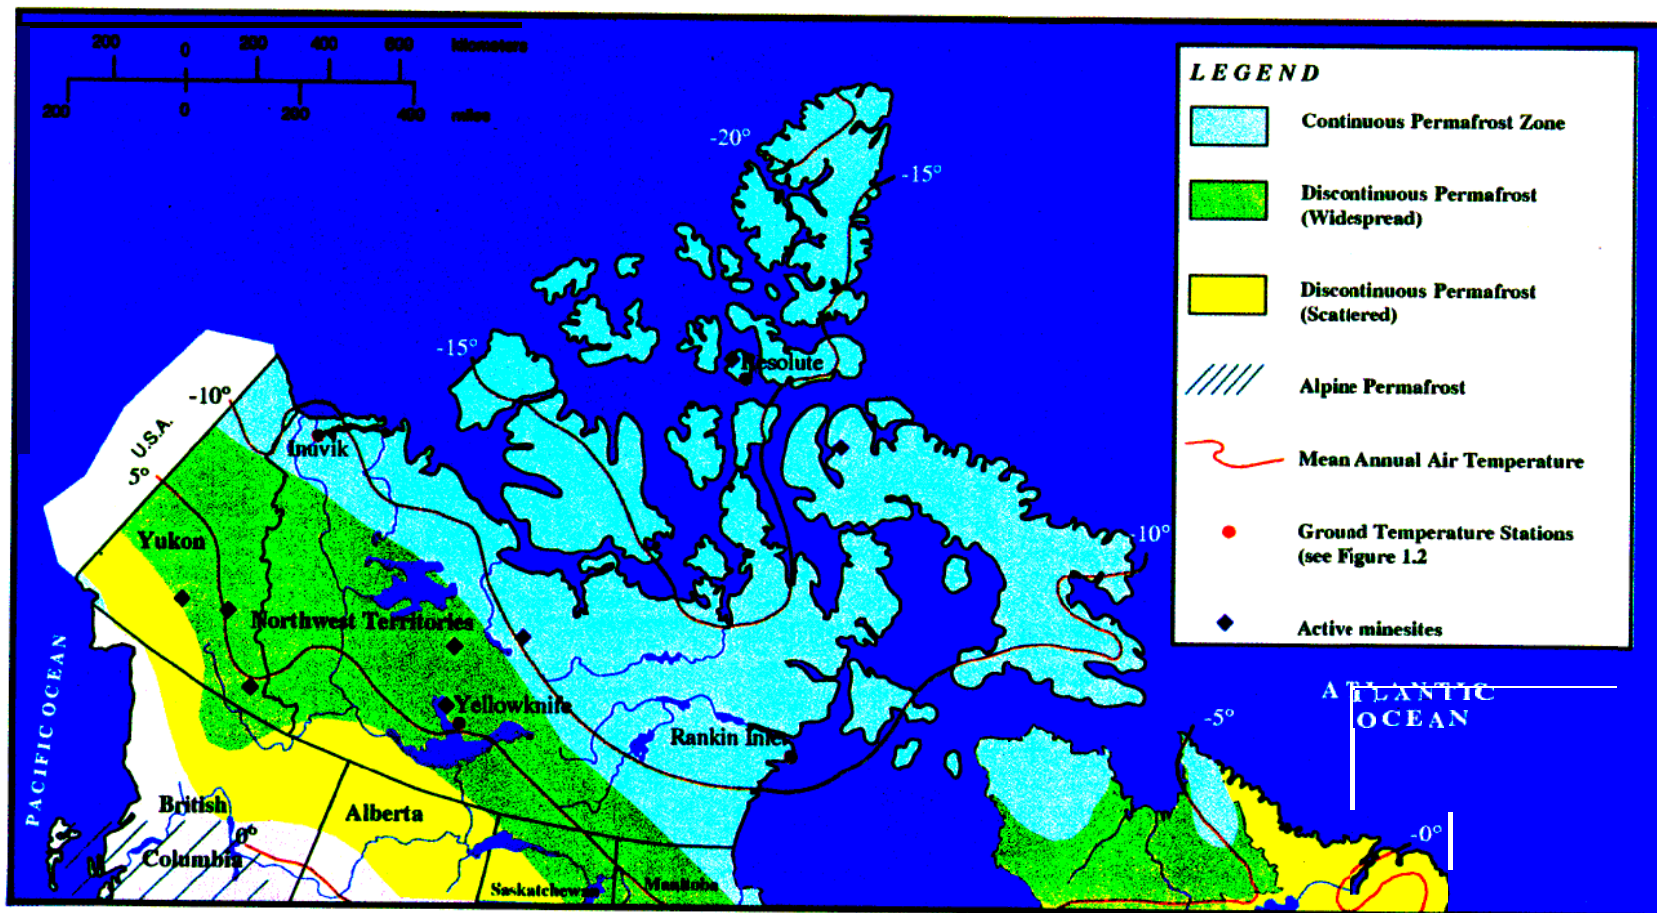 200 0 200 400 600 kilometers
200 0 200 400 miles
LEGEND
Continuous Permafrost Zone
Discontinuous Permafrost
(Widespread)
Discontinuous Permafrost
(Scattered)
Alpine Permafrost
Mean Annual Air Temperature
Ground Temperature Stations
(see Figure 1.2
Active minesites
-20°
-15°
-15°
Resolute
-10°
U.S.A.
Inuvik
5°
-10°
Yukon
Northwest Territories
PACIFIC OCEAN
Yellowknife
Rankin Inlet
ATLANTIC
OCEAN
-5°
British
Columbia
Alberta
0°
-0°
Saskatchewan
Manitoba